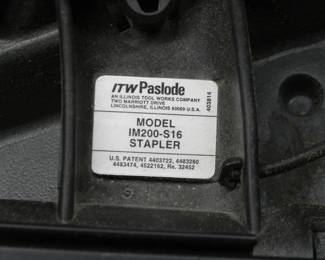 ITW Paslode
AN ILLINOIS TOOL WORKS COMPANY
TWO MARRIOTT DRIVE
LINCOLNSHIRE, ILLINOIS 60069 U.S.A.
403814
MODEL
IM200-S16
STAPLER
U.S. PATENT 4403722, 4483280
4483474, 4522162, Re. 32452